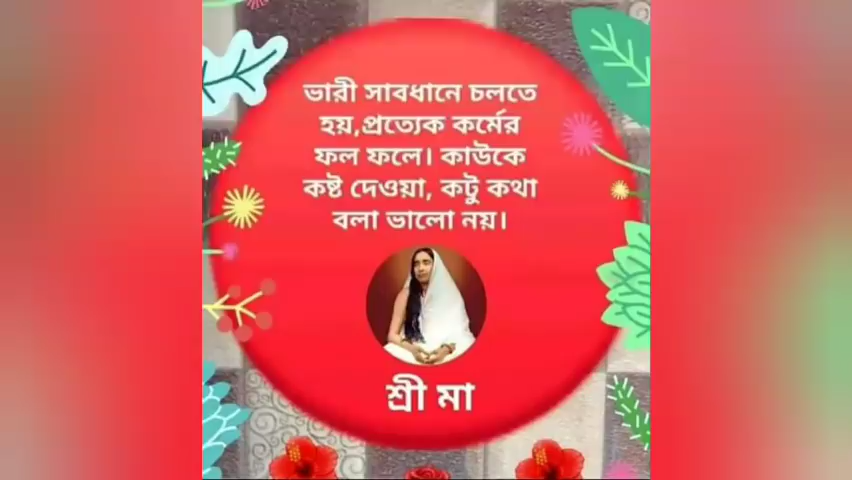 ভারী সাবধানে চলতে
হয়,প্রত্যেক কর্মের
ফল ফলে। কাউকে
কষ্ট দেওয়া, কটু কথা
বলা ভালো নয়।
শ্রী মা